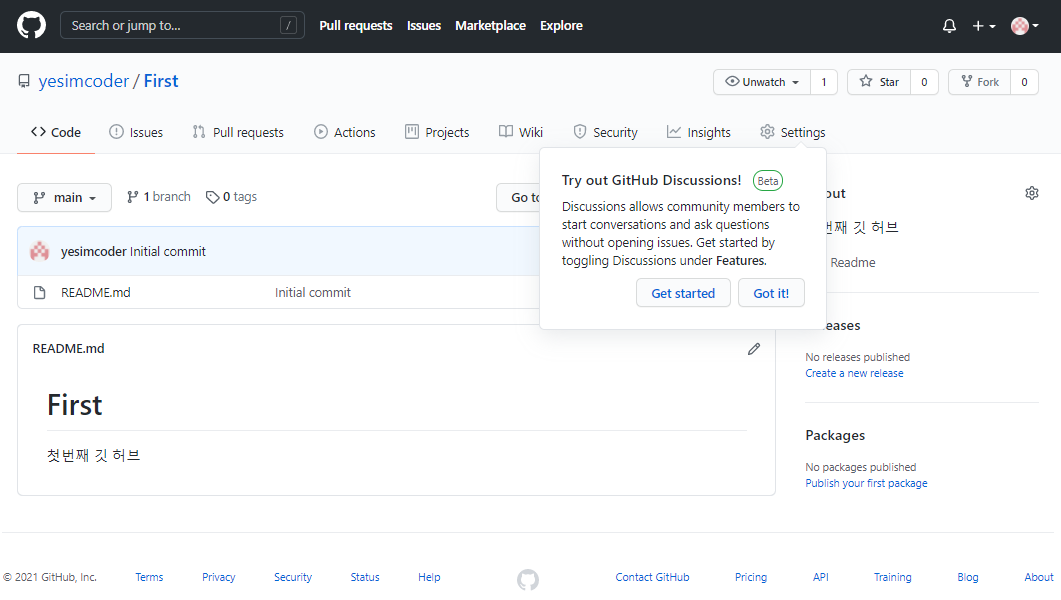 Search or jump to... /
Pull requests Issues Marketplace Explore
yesimcoder / First
Unwatch 1 Star 0 Fork 0
Code Issues Pull requests Actions Projects Wiki Security Insights Settings
main 1 branch 0 tags
Go to
Try out GitHub Discussions! Beta
Discussions allows community members to
start conversations and ask questions
without opening issues. Get started by
toggling Discussions under Features.
Get started Got it!
yesimcoder Initial commit
README.md Initial commit
README.md
First
첫번째 깃 허브
out
번째 깃 허브
Readme
eases
No releases published
Create a new release
Packages
No packages published
Publish your first package
© 2021 GitHub, Inc. Terms Privacy Security Status Help Contact GitHub Pricing API Training Blog About